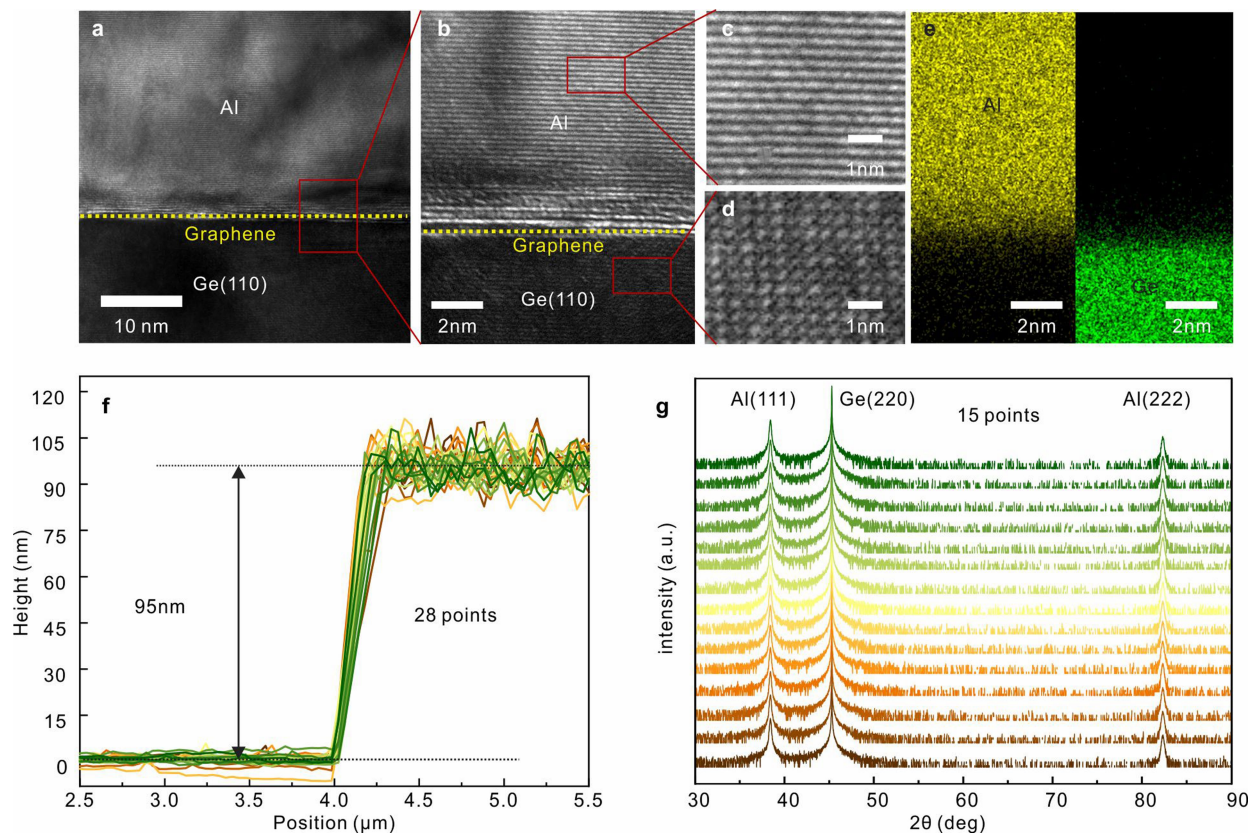 a
Al
Graphene
Ge(110)
10 nm
b
Al
Graphene
Ge(110)
2nm
c
1nm
d
1nm
e
Al
Ge
2nm
2nm
f
120
105
90
75
60
45
30
15
0
Height (nm)
95nm
28 points
2.5 3.0 3.5 4.0 4.5 5.0 5.5
Position (μm)
g
Al(111) Ge(220) 15 points Al(222)
intensity (a.u.)
30 40 50 60 70 80 90
2θ (deg)